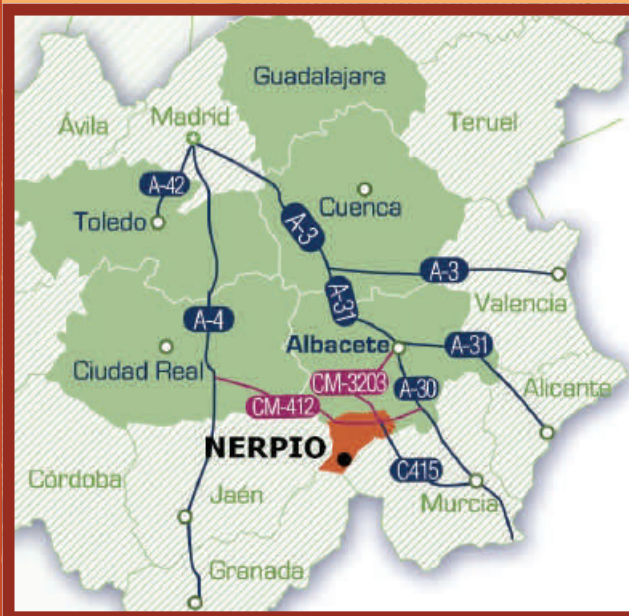 Guadalajara
Madrid
Ávila
Teruel
A-42
Cuenca
Toledo
A-3
A-3
A-31
Valencia
A-4
Albacete
A-31
Ciudad Real
CM-3203
A-30
Alicante
CM-412
NERPIO
C415
Córdoba
Jaén
Murcia
Granada